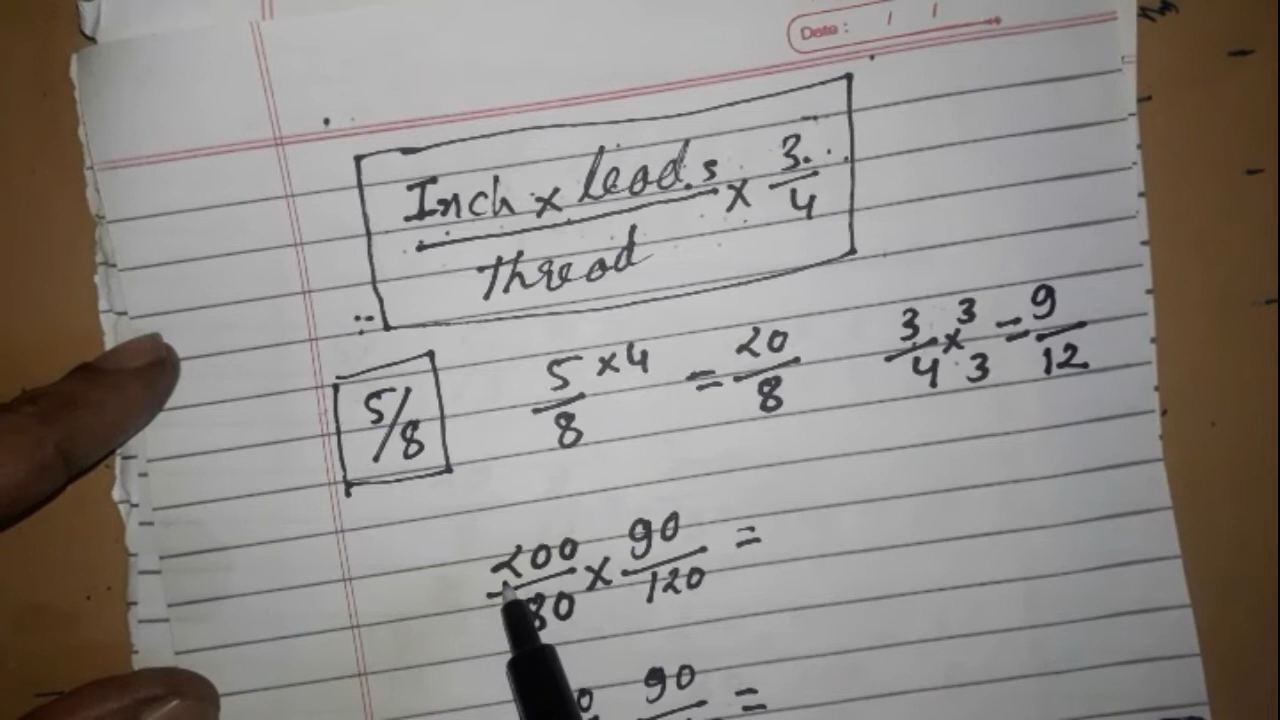 Date : / /
Inch × Leads / Thread × 3/4
5/8 5/8 ×4 = 20/8 3/4 × 3/3 = 9/12
200/80 × 90/120 =
90 =